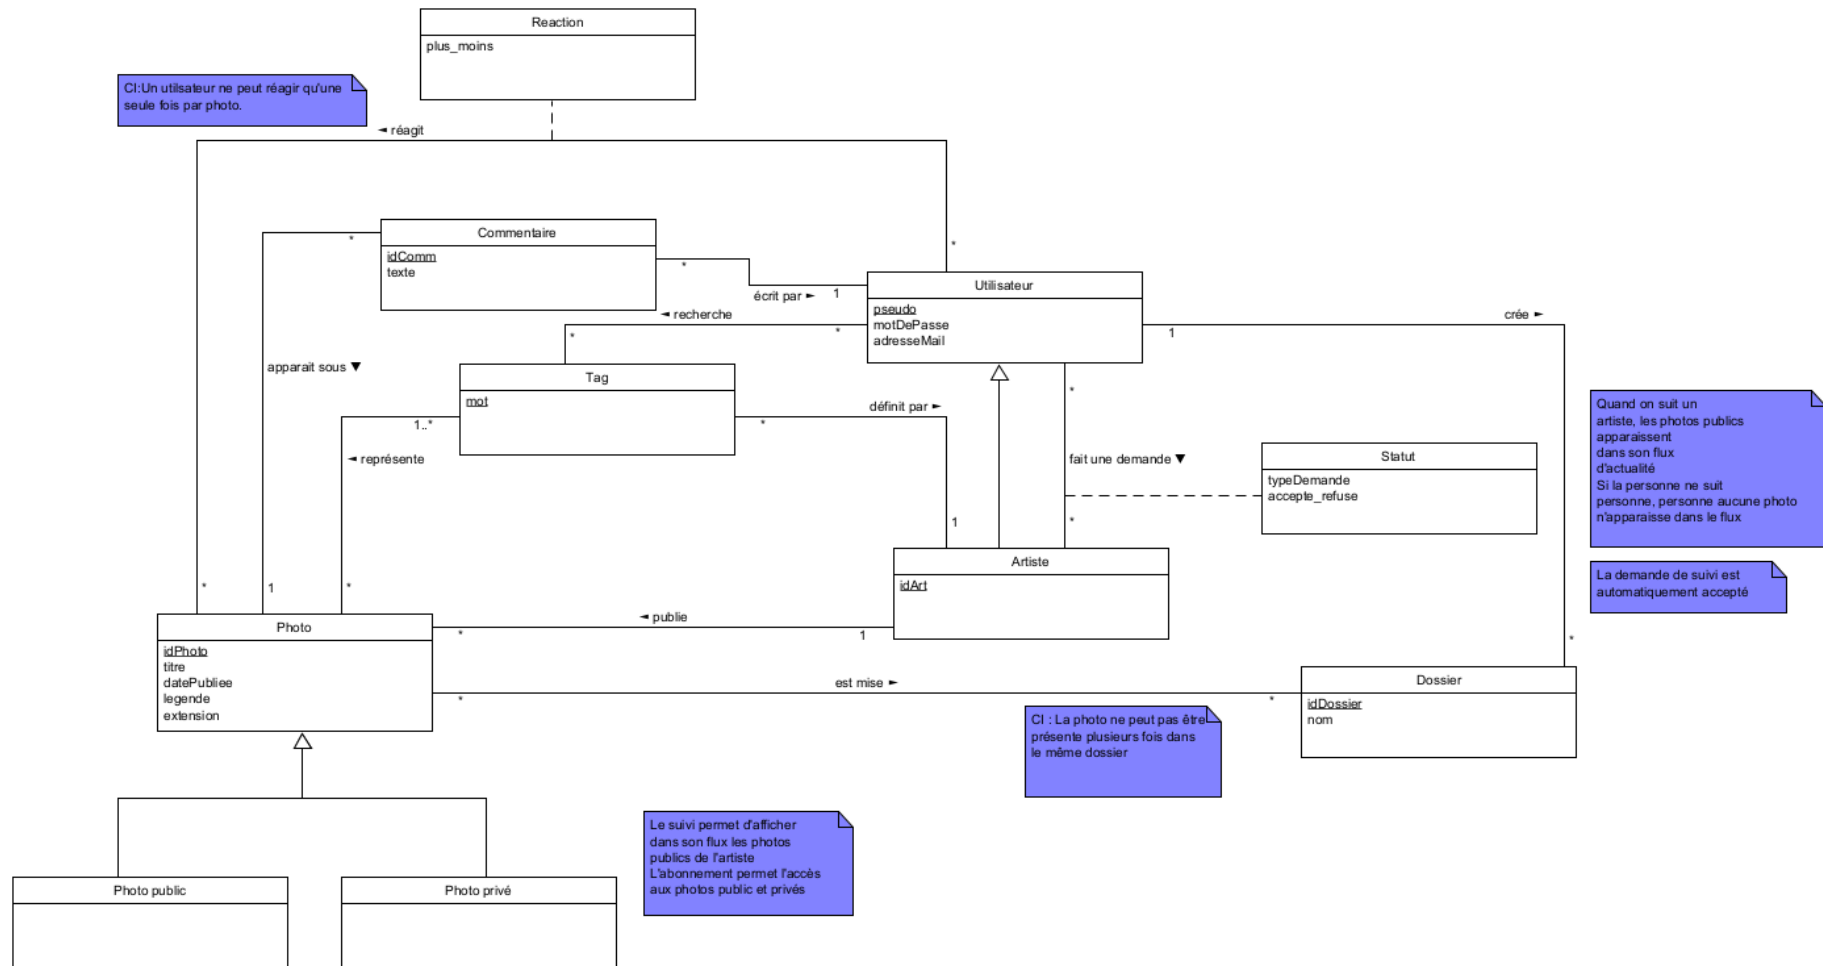 Reaction
plus_moins
CI:Un utilsateur ne peut réagir qu'une
seule fois par photo.
◄ réagit
*
Commentaire
idComm
texte
*
*
écrit par ►
1
Utilisateur
pseudo
motDePasse
adresseMail
◄ recherche
*
*
crée ►
1
apparait sous ▼
Tag
mot
1..*
*
définit par ►
◄ représente
*
fait une demande ▼
*
Statut
typeDemande
accepte_refuse
Quand on suit un
artiste, les photos publics
apparaissent
dans son flux
d'actualité
Si la personne ne suit
personne, personne aucune photo
n'apparaisse dans le flux
La demande de suivi est
automatiquement accepté
1
Artiste
idArt
*
1
*
Photo
idPhoto
titre
datePubliee
legende
extension
◄ publie
*
1
est mise ►
*
*
*
Dossier
idDossier
nom
CI : La photo ne peut pas être
présente plusieurs fois dans
le même dossier
Le suivi permet d'afficher
dans son flux les photos
publics de l'artiste
L'abonnement permet l'accès
aux photos public et privés
Photo public
Photo privé